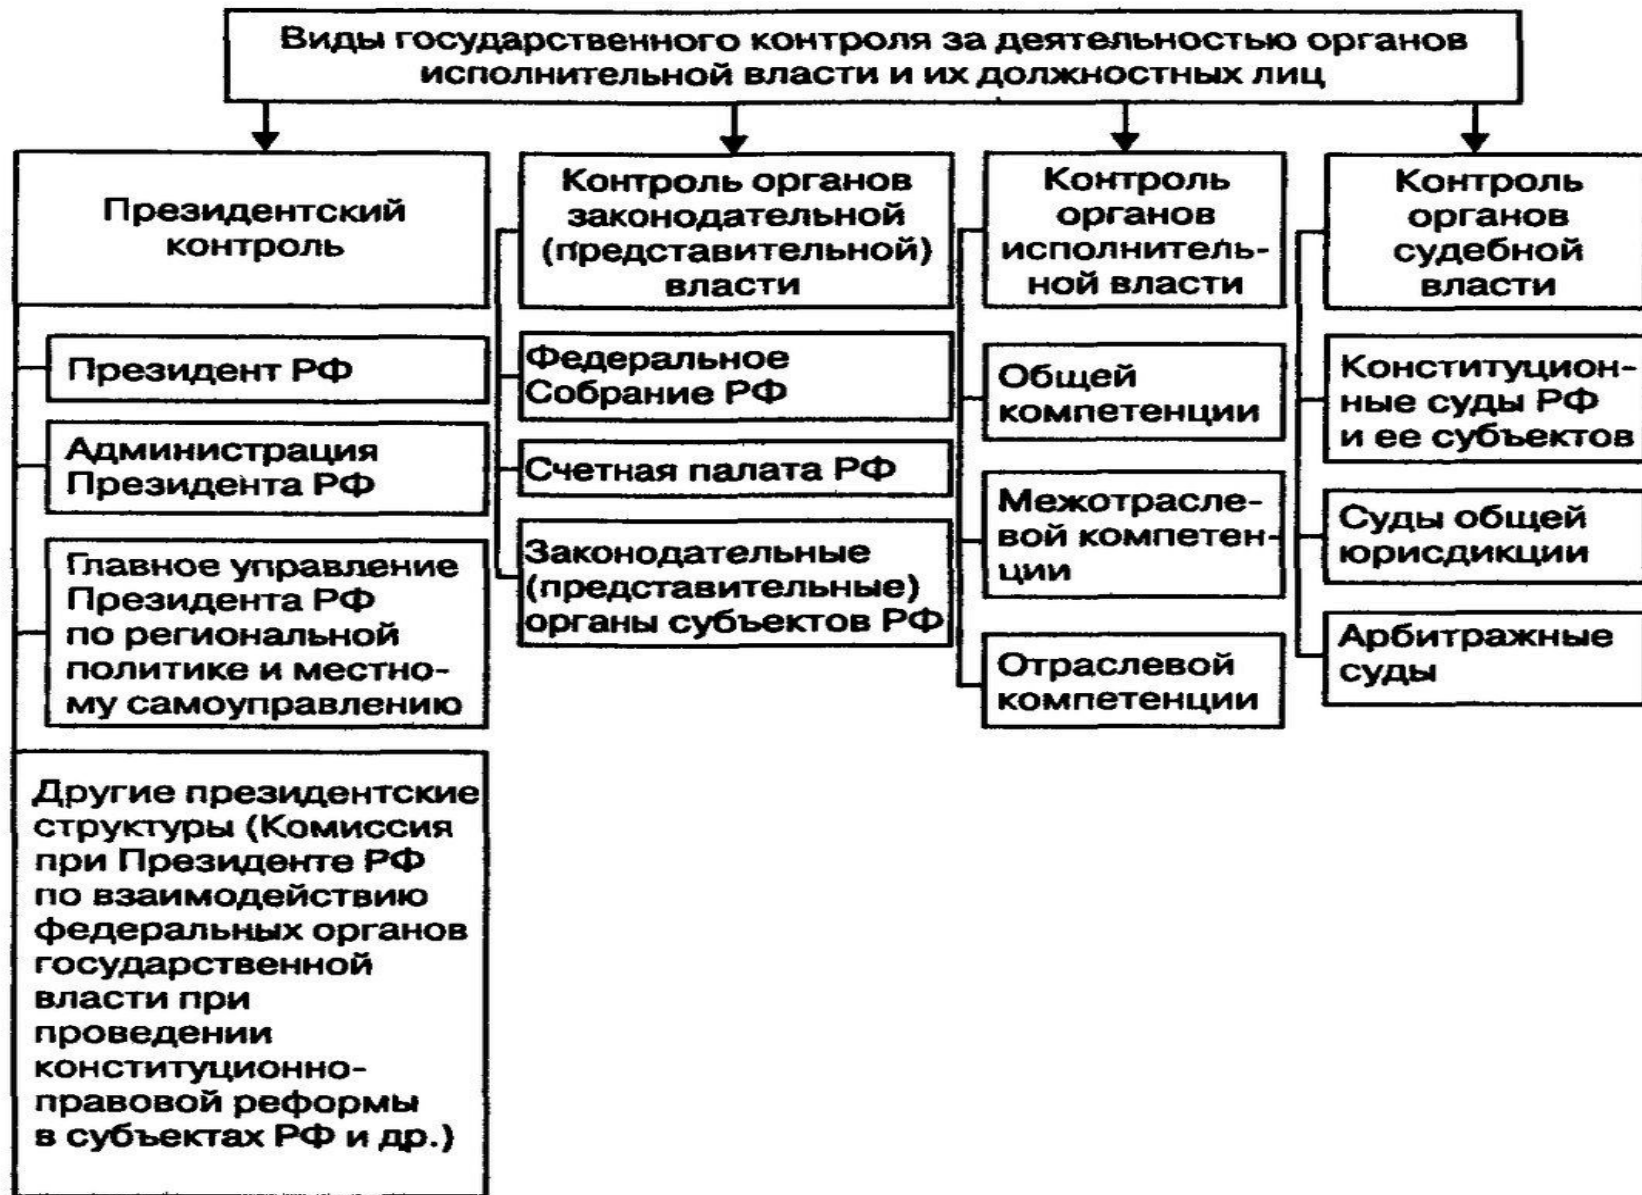 Виды государственного контроля за деятельностью органов
исполнительной власти и их должностных лиц
Президентский
контроль
Президент РФ
Администрация
Президента РФ
Главное управление
Президента РФ
по региональной
политике и местно-
му самоуправлению
Другие президентские
структуры (Комиссия
при Президенте РФ
по взаимодействию
федеральных органов
государственной
власти при
проведении
конституционно-
правовой реформы
в субъектах РФ и др.)
Контроль органов
законодательной
(представительной)
власти
Федеральное
Собрание РФ
Счетная палата РФ
Законодательные
(представительные)
органы субъектов РФ
Контроль
органов
исполнитель-
ной власти
Общей
компетенции
Межотрасле-
вой компетен-
ции
Отраслевой
компетенции
Контроль
органов
судебной
власти
Конституцион-
ные суды РФ
и ее субъектов
Суды общей
юрисдикции
Арбитражные
суды